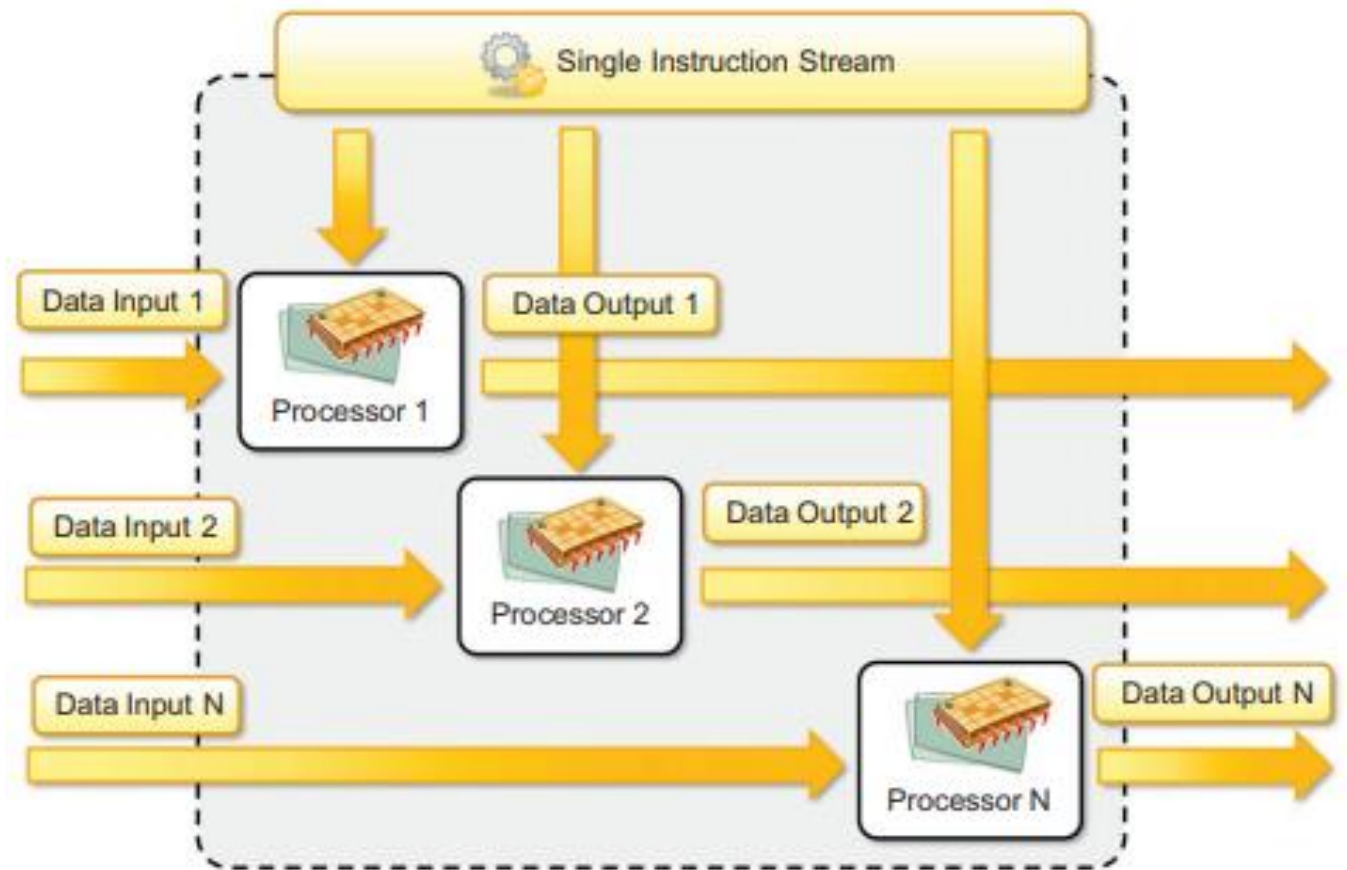 Single Instruction Stream
Data Input 1
Data Output 1
Processor 1
Data Input 2
Data Output 2
Processor 2
Data Input N
Data Output N
Processor N